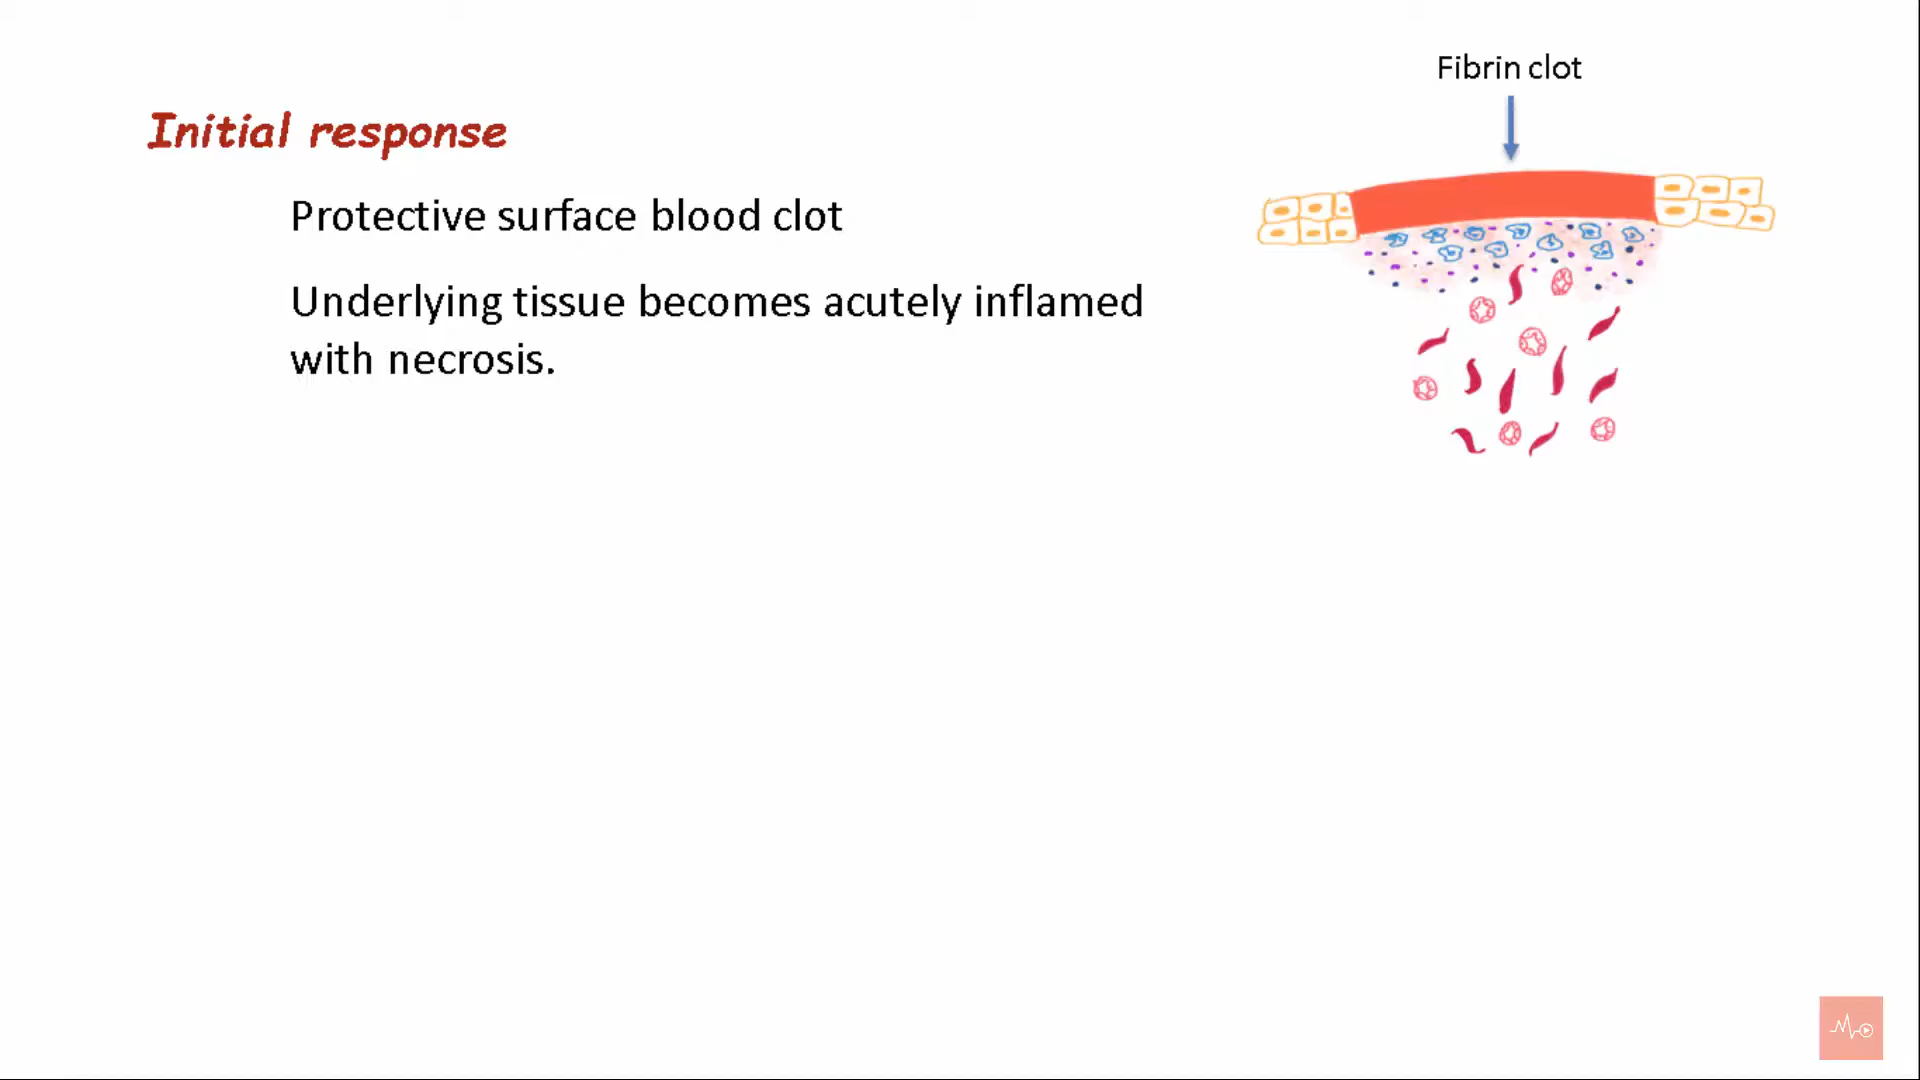 Fibrin clot
Initial response
Protective surface blood clot
Underlying tissue becomes acutely inflamed
with necrosis.